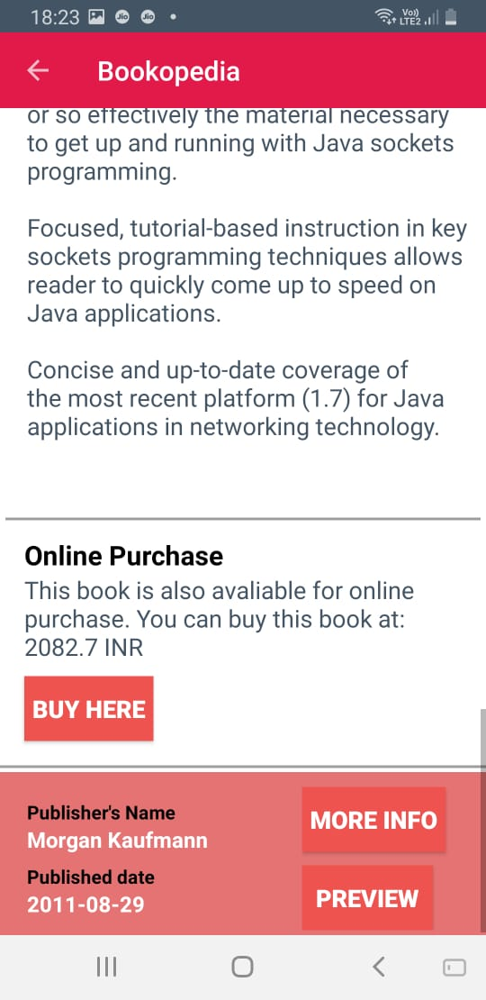 18:23 Jio Jio Vo)) LTE2
Bookopedia
or so effectively the material necessary
to get up and running with Java sockets
programming.
Focused, tutorial-based instruction in key
sockets programming techniques allows
reader to quickly come up to speed on
Java applications.
Concise and up-to-date coverage of
the most recent platform (1.7) for Java
applications in networking technology.
Online Purchase
This book is also avaliable for online
purchase. You can buy this book at:
2082.7 INR
BUY HERE
Publisher's Name
Morgan Kaufmann
MORE INFO
Published date
2011-08-29
PREVIEW